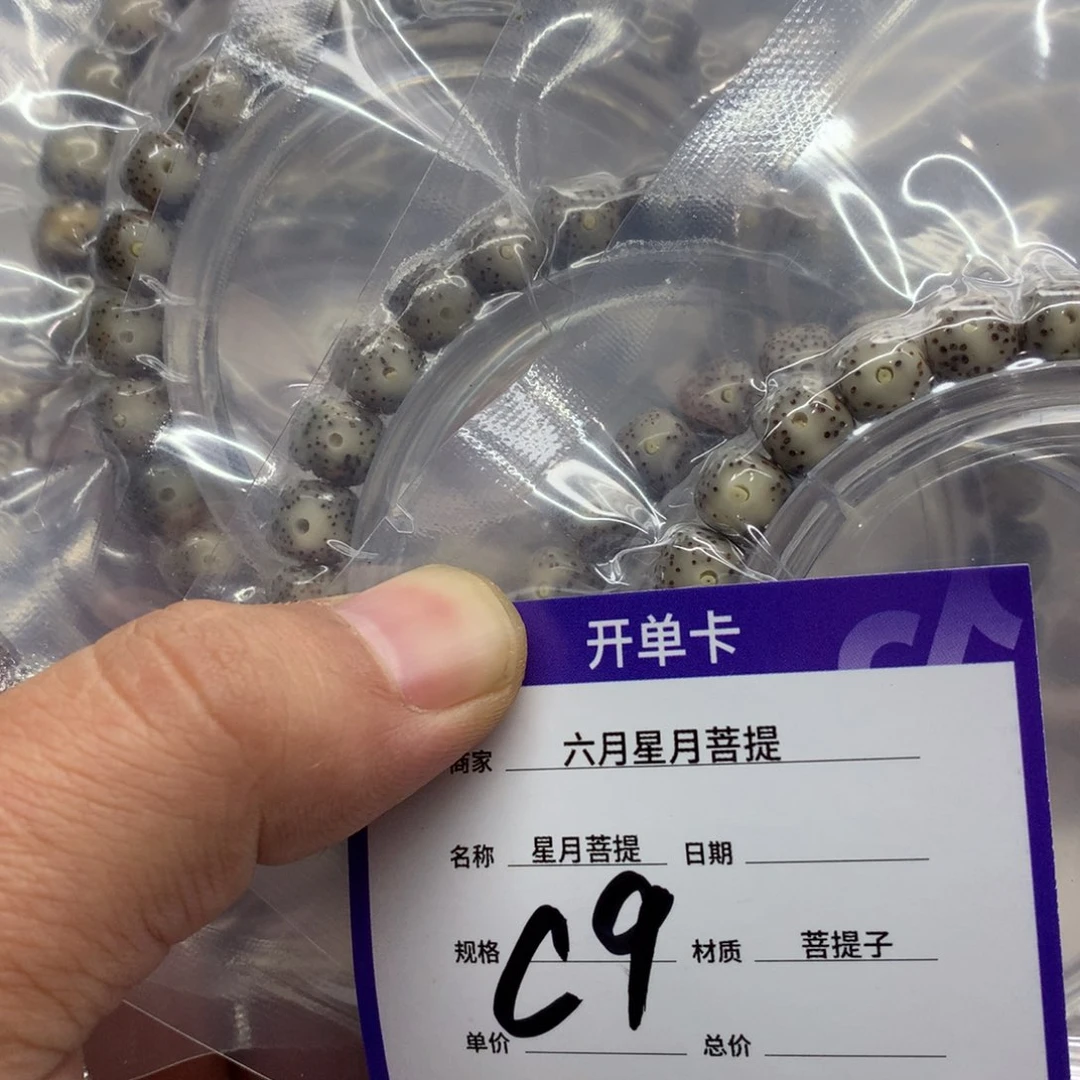 开单卡
商家 六月星月菩提
名称 星月菩提 日期
规格 C9 材质 菩提子
单价 总价